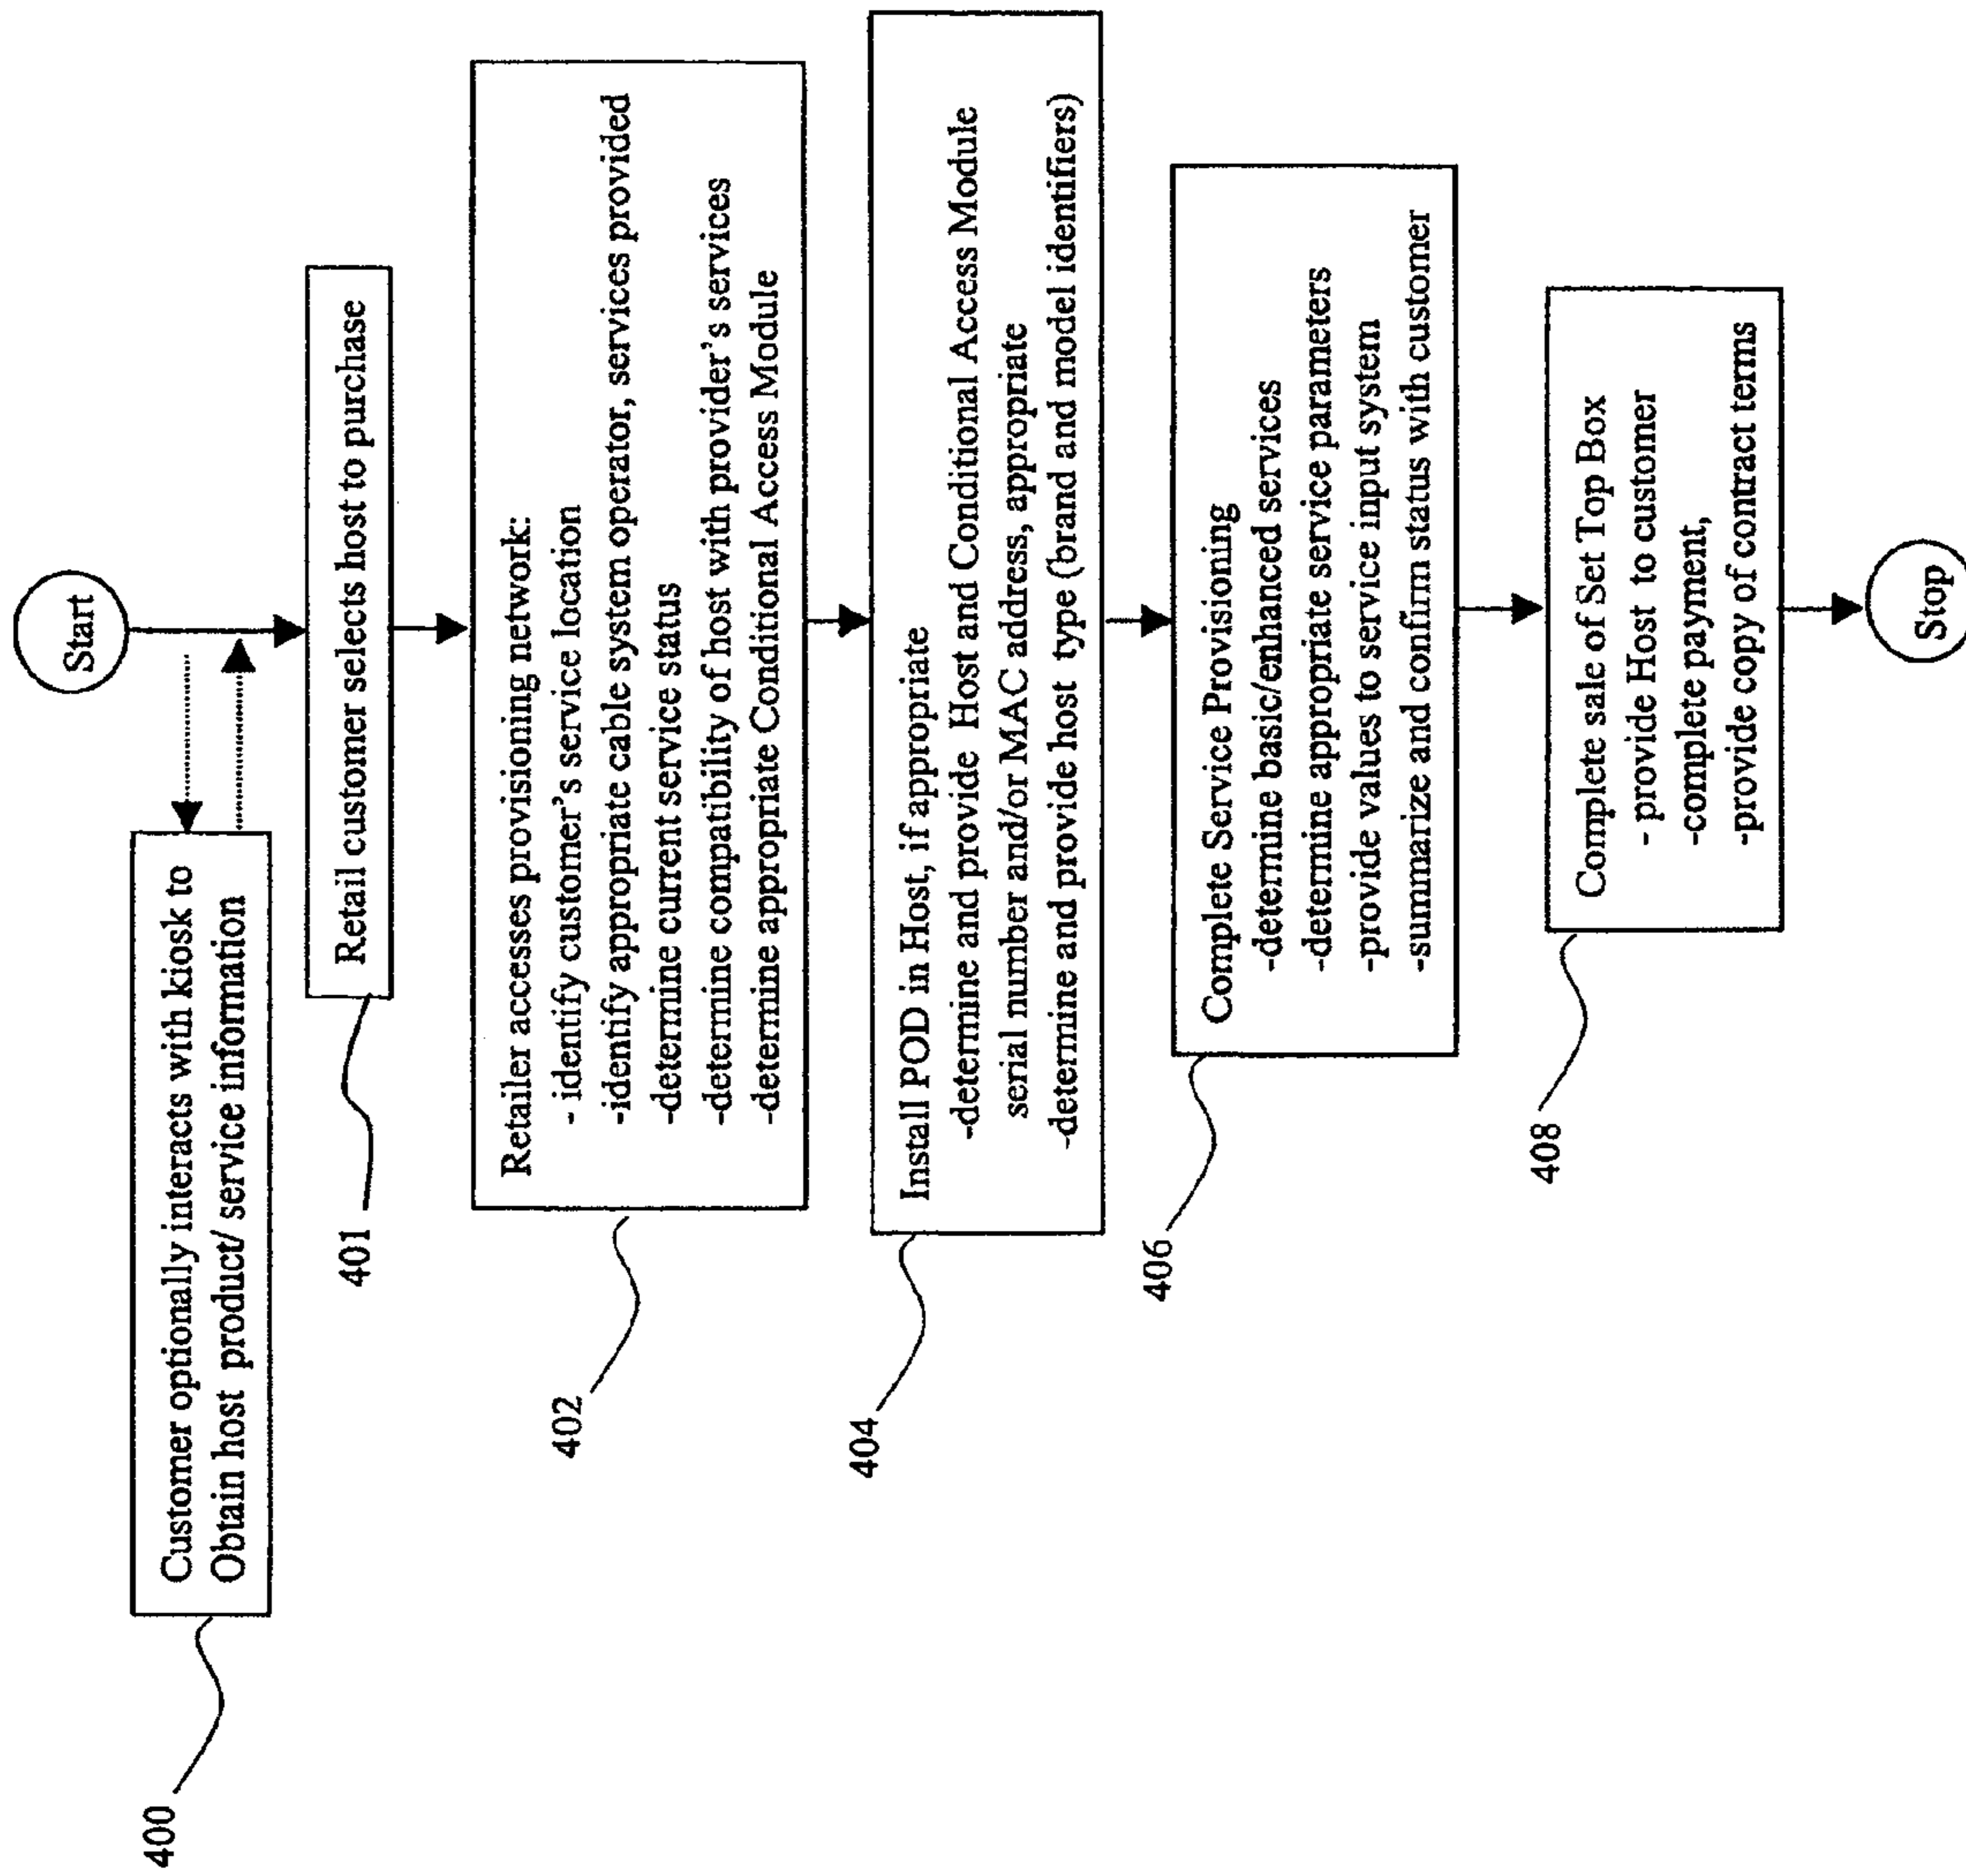 Start
Customer optionally interacts with kiosk to
Obtain host product/ service information
400
Retail customer selects host to purchase
401
Retailer accesses provisioning network:
- identify customer's service location
-identify appropriate cable system operator, services provided
-determine current service status
-determine compatibility of host with provider's services
-determine appropriate Conditional Access Module
402
Install POD in Host, if appropriate
-determine and provide Host and Conditional Access Module
serial number and/or MAC address, appropriate
-determine and provide host type (brand and model identifiers)
404
Complete Service Provisioning
-determine basic/enhanced services
-determine appropriate service parameters
-provide values to service input system
-summarize and confirm status with customer
406
Complete sale of Set Top Box
- provide Host to customer
-complete payment,
-provide copy of contract terms
408
Stop